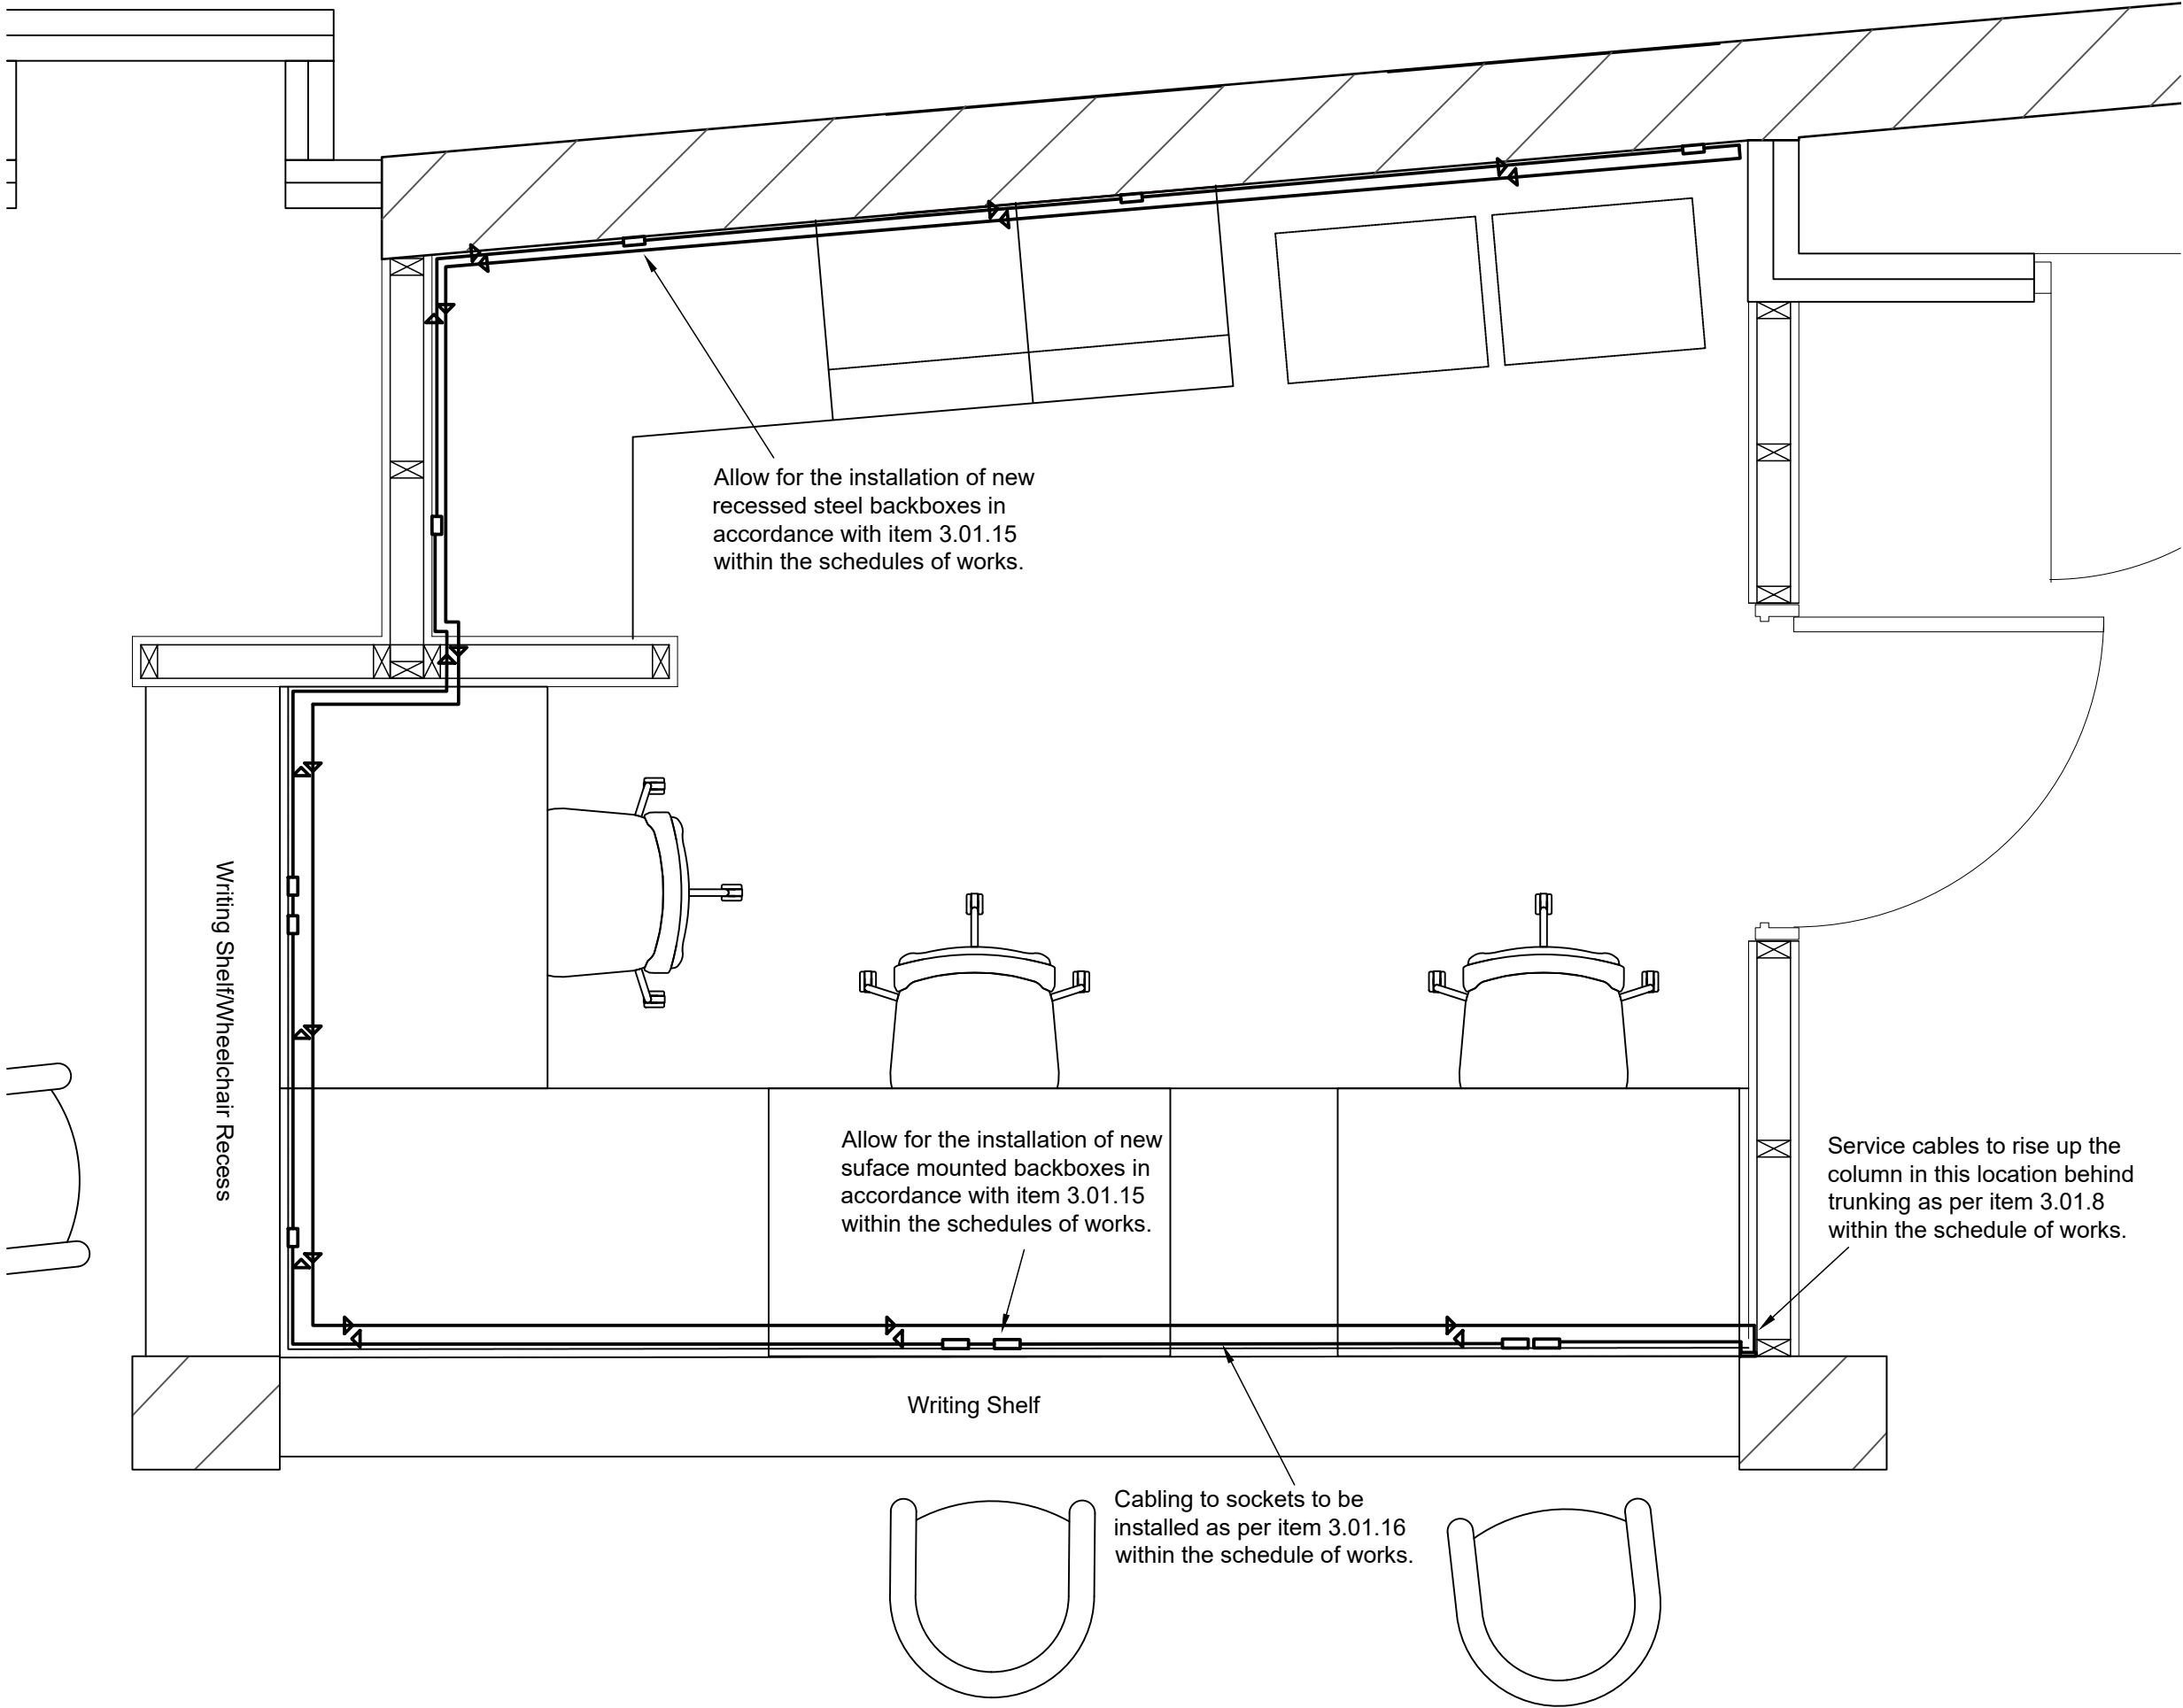 Allow for the installation of new
recessed steel backboxes in
accordance with item 3.01.15
within the schedules of works.
Writing Shelf/Wheelchair Recess
Allow for the installation of new
suface mounted backboxes in
accordance with item 3.01.15
within the schedules of works.
Service cables to rise up the
column in this location behind
trunking as per item 3.01.8
within the schedule of works.
Writing Shelf
Cabling to sockets to be
installed as per item 3.01.16
within the schedule of works.